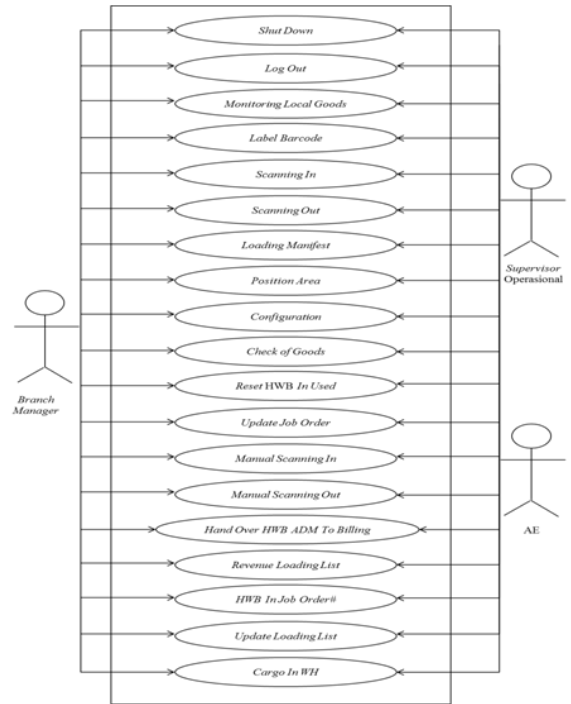 Shut Down
Log Out
Monitoring Local Goods
Label Barcode
Scanning In
Scanning Out
Loading Manifest
Supervisor
Operasional
Position Area
Configuration
Check of Goods
Branch
Manager
Reset HWB In Used
Update Job Order
Manual Scanning In
Manual Scanning Out
Hand Over HWB ADM To Billing
AE
Revenue Loading List
HWB In Job Order#
Update Loading List
Cargo In WH